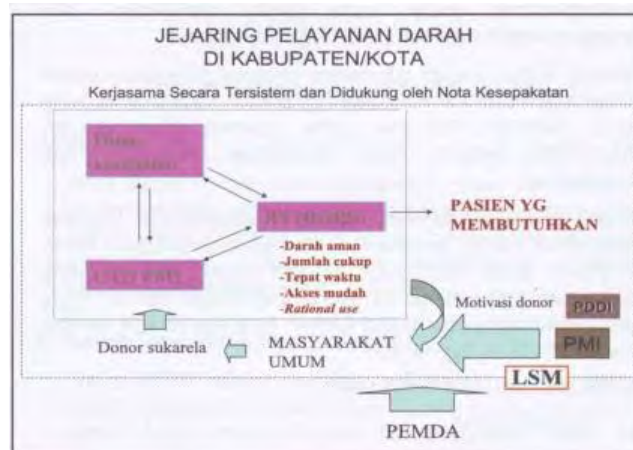 JEJARING PELAYANAN DARAH
DI KABUPATEN/KOTA
Kerjasama Secara Tersistem dan Didukung oleh Nota Kesepakatan
PASIEN YG
MEMBUTUHKAN
-Darah aman
-Jumlah cukup
-Tepat waktu
-Akses mudah
-Rational use
Motivasi donor
PDDI
Donor sukarela
MASYARAKAT
UMUM
PMI
LSM
PEMDA